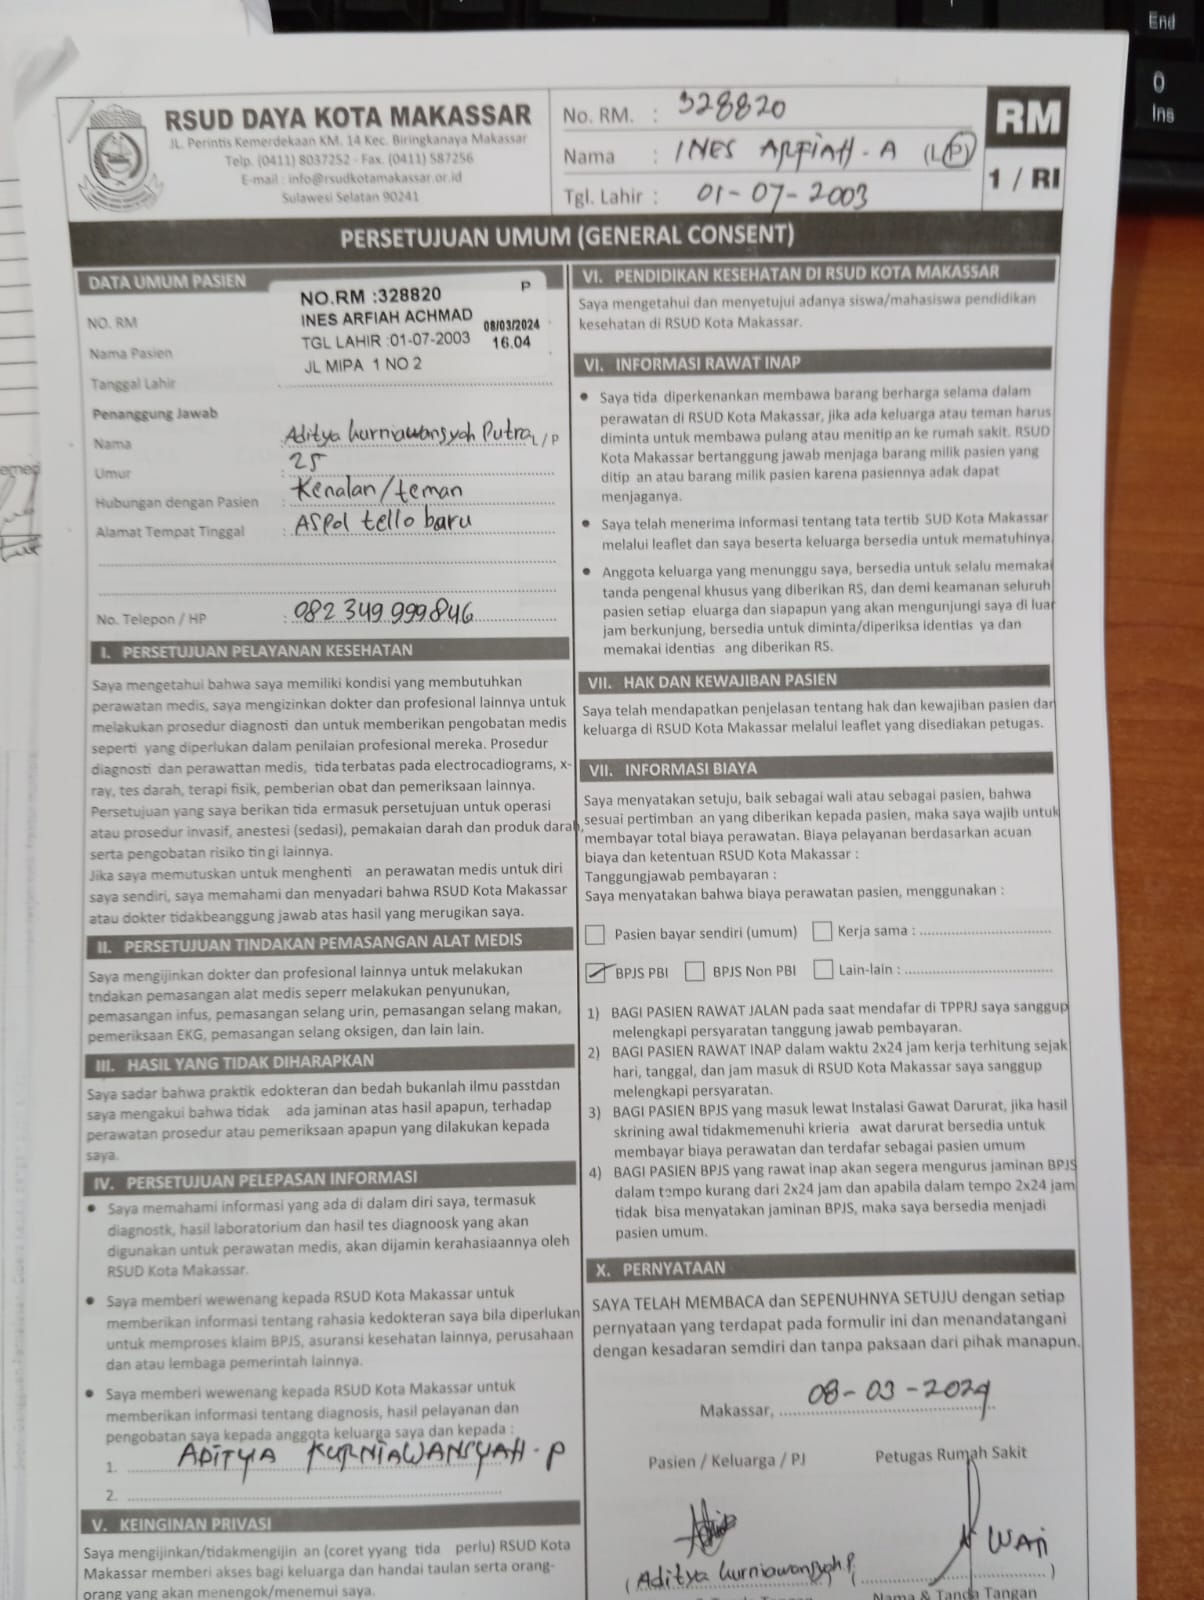 End
0
Ins
RSUD DAYA KOTA MAKASSAR
JL. Perintis Kemerdekaan KM. 14 Kec. Biringkanaya Makassar
Telp. (0411) 8037252 - Fax. (0411) 587256
E-mail : info@rsudkotamakassar.or.id
Sulawesi Selatan 90241
No. RM. : 328820
Nama : INES ARFIAH - A (L/P)
Tgl. Lahir : 01-07-2003
RM
1 / RI
PERSETUJUAN UMUM (GENERAL CONSENT)
DATA UMUM PASIEN
NO.RM :328820 P
INES ARFIAH ACHMAD 08/03/2024
TGL LAHIR :01-07-2003 16.04
JL MIPA 1 NO 2
NO. RM
Nama Pasien
Tanggal Lahir
Penanggung Jawab
Nama : Aditya kurniawansyah Putra /P
Umur : 25
Hubungan dengan Pasien : Kenalan/teman
Alamat Tempat Tinggal : ASPol tello baru
No. Telepon / HP : 082 349 999 846
I. PERSETUJUAN PELAYANAN KESEHATAN
Saya mengetahui bahwa saya memiliki kondisi yang membutuhkan
perawatan medis, saya mengizinkan dokter dan profesional lainnya untuk
melakukan prosedur diagnosti dan untuk memberikan pengobatan medis
seperti yang diperlukan dalam penilaian profesional mereka. Prosedur
diagnosti dan perawattan medis, tida terbatas pada electrocadiograms, x-
ray, tes darah, terapi fisik, pemberian obat dan pemeriksaan lainnya.
Persetujuan yang saya berikan tida ermasuk persetujuan untuk operasi
atau prosedur invasif, anestesi (sedasi), pemakaian darah dan produk darah,
serta pengobatan risiko tin gi lainnya.
Jika saya memutuskan untuk menghenti an perawatan medis untuk diri
saya sendiri, saya memahami dan menyadari bahwa RSUD Kota Makassar
atau dokter tidakbeanggung jawab atas hasil yang merugikan saya.
II. PERSETUJUAN TINDAKAN PEMASANGAN ALAT MEDIS
Saya mengijinkan dokter dan profesional lainnya untuk melakukan
tndakan pemasangan alat medis seperr melakukan penyunukan,
pemasangan infus, pemasangan selang urin, pemasangan selang makan,
pemeriksaan EKG, pemasangan selang oksigen, dan lain lain.
III. HASIL YANG TIDAK DIHARAPKAN
Saya sadar bahwa praktik edokteran dan bedah bukanlah ilmu passtdan
saya mengakui bahwa tidak ada jaminan atas hasil apapun, terhadap
perawatan prosedur atau pemeriksaan apapun yang dilakukan kepada
saya.
IV. PERSETUJUAN PELEPASAN INFORMASI
• Saya memahami informasi yang ada di dalam diri saya, termasuk
diagnostk, hasil laboratorium dan hasil tes diagnoosk yang akan
digunakan untuk perawatan medis, akan dijamin kerahasiaannya oleh
RSUD Kota Makassar.
• Saya memberi wewenang kepada RSUD Kota Makassar untuk
memberikan informasi tentang rahasia kedokteran saya bila diperlukan
untuk memproses klaim BPJS, asuransi kesehatan lainnya, perusahaan
dan atau lembaga pemerintah lainnya.
• Saya memberi wewenang kepada RSUD Kota Makassar untuk
memberikan informasi tentang diagnosis, hasil pelayanan dan
pengobatan saya kepada anggota keluarga saya dan kepada :
1. ADITYA KURNIAWANSYAH - P
2.
V. KEINGINAN PRIVASI
Saya mengijinkan/tidakmengijin an (coret yyang tida perlu) RSUD Kota
Makassar memberi akses bagi keluarga dan handai taulan serta orang-
orang yang akan menengok/menemui saya.
VI. PENDIDIKAN KESEHATAN DI RSUD KOTA MAKASSAR
Saya mengetahui dan menyetujui adanya siswa/mahasiswa pendidikan
kesehatan di RSUD Kota Makassar.
VI. INFORMASI RAWAT INAP
• Saya tida diperkenankan membawa barang berharga selama dalam
perawatan di RSUD Kota Makassar, jika ada keluarga atau teman harus
diminta untuk membawa pulang atau menitip an ke rumah sakit. RSUD
Kota Makassar bertanggung jawab menjaga barang milik pasien yang
ditip an atau barang milik pasien karena pasiennya adak dapat
menjaganya.
• Saya telah menerima informasi tentang tata tertib SUD Kota Makassar
melalui leaflet dan saya beserta keluarga bersedia untuk mematuhinya.
• Anggota keluarga yang menunggu saya, bersedia untuk selalu memakai
tanda pengenal khusus yang diberikan RS, dan demi keamanan seluruh
pasien setiap eluarga dan siapapun yang akan mengunjungi saya di luar
jam berkunjung, bersedia untuk diminta/diperiksa identias ya dan
memakai identias ang diberikan RS.
VII. HAK DAN KEWAJIBAN PASIEN
Saya telah mendapatkan penjelasan tentang hak dan kewajiban pasien dan
keluarga di RSUD Kota Makassar melalui leaflet yang disediakan petugas.
VII. INFORMASI BIAYA
Saya menyatakan setuju, baik sebagai wali atau sebagai pasien, bahwa
sesuai pertimban an yang diberikan kepada pasien, maka saya wajib untuk
membayar total biaya perawatan. Biaya pelayanan berdasarkan acuan
biaya dan ketentuan RSUD Kota Makassar :
Tanggungjawab pembayaran :
Saya menyatakan bahwa biaya perawatan pasien, menggunakan :
Pasien bayar sendiri (umum) Kerja sama :
BPJS PBI BPJS Non PBI Lain-lain :
1) BAGI PASIEN RAWAT JALAN pada saat mendafar di TPPRJ saya sanggup
melengkapi persyaratan tanggung jawab pembayaran.
2) BAGI PASIEN RAWAT INAP dalam waktu 2x24 jam kerja terhitung sejak
hari, tanggal, dan jam masuk di RSUD Kota Makassar saya sanggup
melengkapi persyaratan.
3) BAGI PASIEN BPJS yang masuk lewat Instalasi Gawat Darurat, jika hasil
skrining awal tidakmemenuhi krieria awat darurat bersedia untuk
membayar biaya perawatan dan terdafar sebagai pasien umum
4) BAGI PASIEN BPJS yang rawat inap akan segera mengurus jaminan BPJS
dalam tempo kurang dari 2x24 jam dan apabila dalam tempo 2x24 jam
tidak bisa menyatakan jaminan BPJS, maka saya bersedia menjadi
pasien umum.
X. PERNYATAAN
SAYA TELAH MEMBACA dan SEPENUHNYA SETUJU dengan setiap
pernyataan yang terdapat pada formulir ini dan menandatangani
dengan kesadaran semdiri dan tanpa paksaan dari pihak manapun.
Makassar, 08-03-2024
Pasien / Keluarga / PJ Petugas Rumah Sakit
WAN
(Aditya kurniawansyah P. ( )
Nama & Tanda Tangan